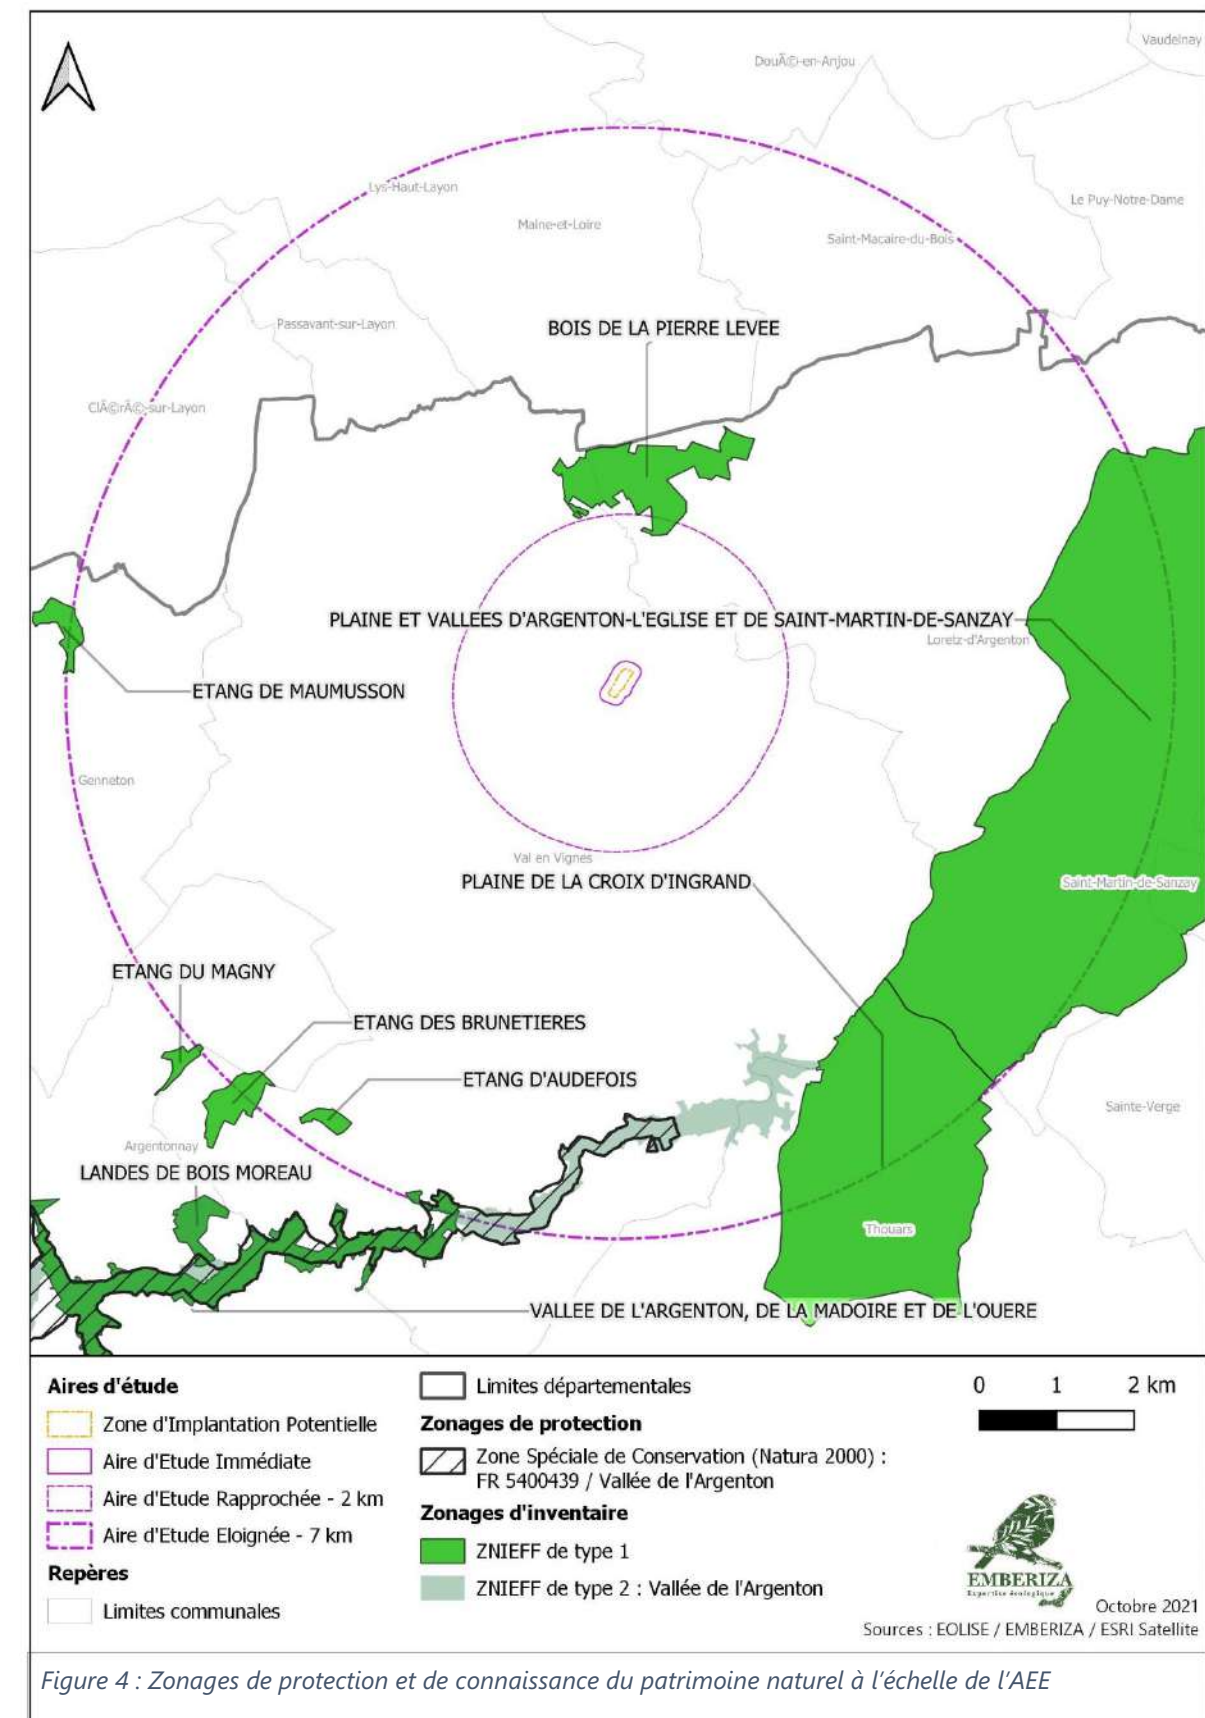 Vaudelnay
DouÃ©-en-Anjou
Lys-Haut-Layon
Le Puy-Notre-Dame
Maine-et-Loire
Saint-Macaire-du-Bois
Passavant-sur-Layon
BOIS DE LA PIERRE LEVEE
ClÃ©rÃ©-sur-Layon
PLAINE ET VALLEES D'ARGENTON-L'EGLISE ET DE SAINT-MARTIN-DE-SANZAY
Loretz-d'Argenton
ETANG DE MAUMUSSON
Genneton
Val en Vignes
PLAINE DE LA CROIX D'INGRAND
Saint-Martin-de-Sanzay
ETANG DU MAGNY
ETANG DES BRUNETIERES
ETANG D'AUDEFOIS
Sainte-Verge
Argentonnay
LANDES DE BOIS MOREAU
Thouars
VALLEE DE L'ARGENTON, DE LA MADOIRE ET DE L'OUERE
Aires d'étude
Zone d'Implantation Potentielle
Aire d'Etude Immédiate
Aire d'Etude Rapprochée - 2 km
Aire d'Etude Eloignée - 7 km
Repères
Limites communales
Limites départementales
Zonages de protection
Zone Spéciale de Conservation (Natura 2000) :
FR 5400439 / Vallée de l'Argenton
Zonages d'inventaire
ZNIEFF de type 1
ZNIEFF de type 2 : Vallée de l'Argenton
0 1 2 km
EMBERIZA
Expertise écologique
Octobre 2021
Sources : EOLISE / EMBERIZA / ESRI Satellite
Figure 4 : Zonages de protection et de connaissance du patrimoine naturel à l'échelle de l'AEE